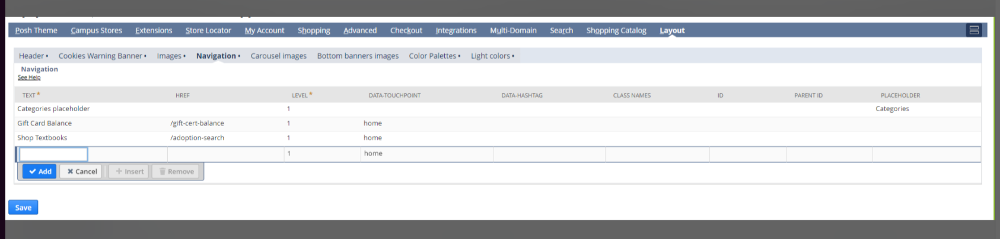 Posh Theme Campus Stores Extensions Store Locator My Account Shopping Advanced Checkout Integrations Multi-Domain Search Shopping Catalog Layout
Header • Cookies Warning Banner • Images • Navigation • Carousel images Bottom banners images Color Palettes • Light colors •
Navigation
See Help
TEXT * HREF LEVEL * DATA-TOUCHPOINT DATA-HASHTAG CLASS NAMES ID PARENT ID PLACEHOLDER
Categories placeholder 1 Categories
Gift Card Balance /gift-cert-balance 1 home
Shop Textbooks /adoption-search 1 home
1 home
Add Cancel Insert Remove
Save